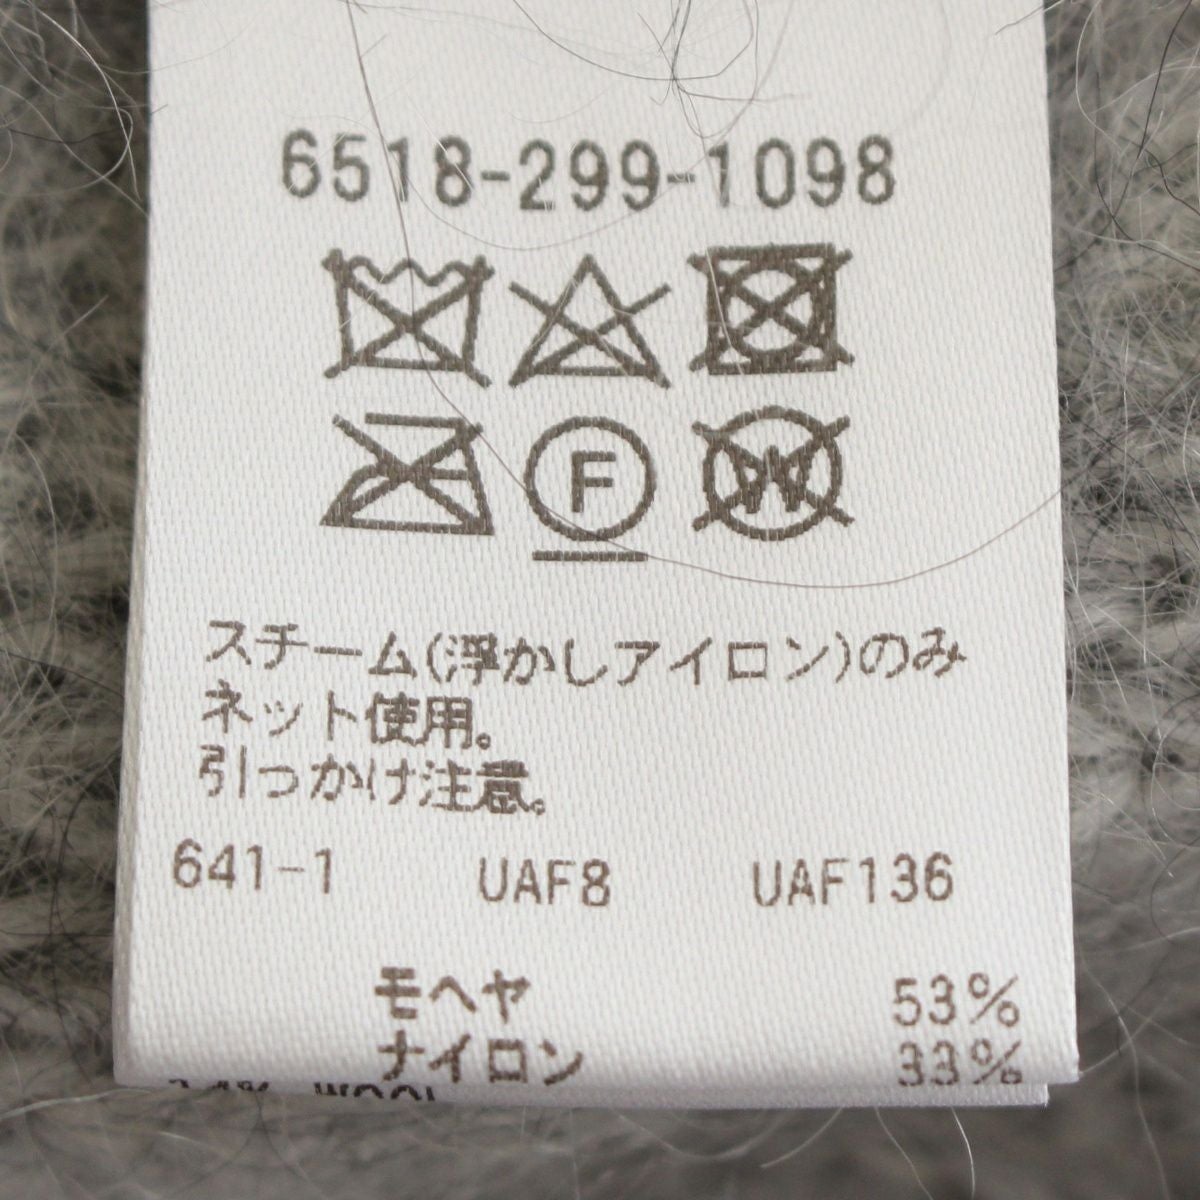 6518-299-1098
F W
スチーム(浮かしアイロン)のみ
ネット使用。
引っかけ注意。
641-1 UAF8 UAF136
モヘヤ 53%
ナイロン 33%
WOOL